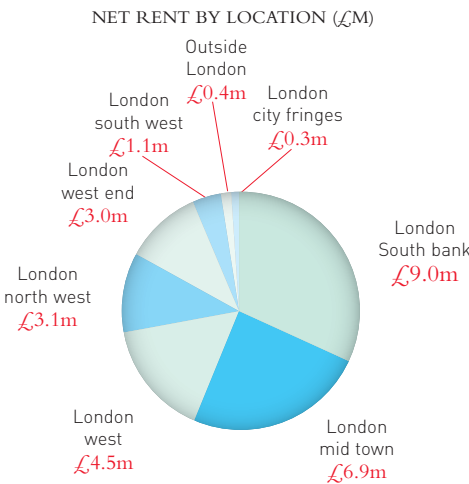 NET RENT BY LOCATION (£M)
Outside
London
£0.4m
London
city fringes
£0.3m
London
south west
£1.1m
London
west end
£3.0m
London
South bank
£9.0m
London
north west
£3.1m
London
west
£4.5m
London
mid town
£6.9m